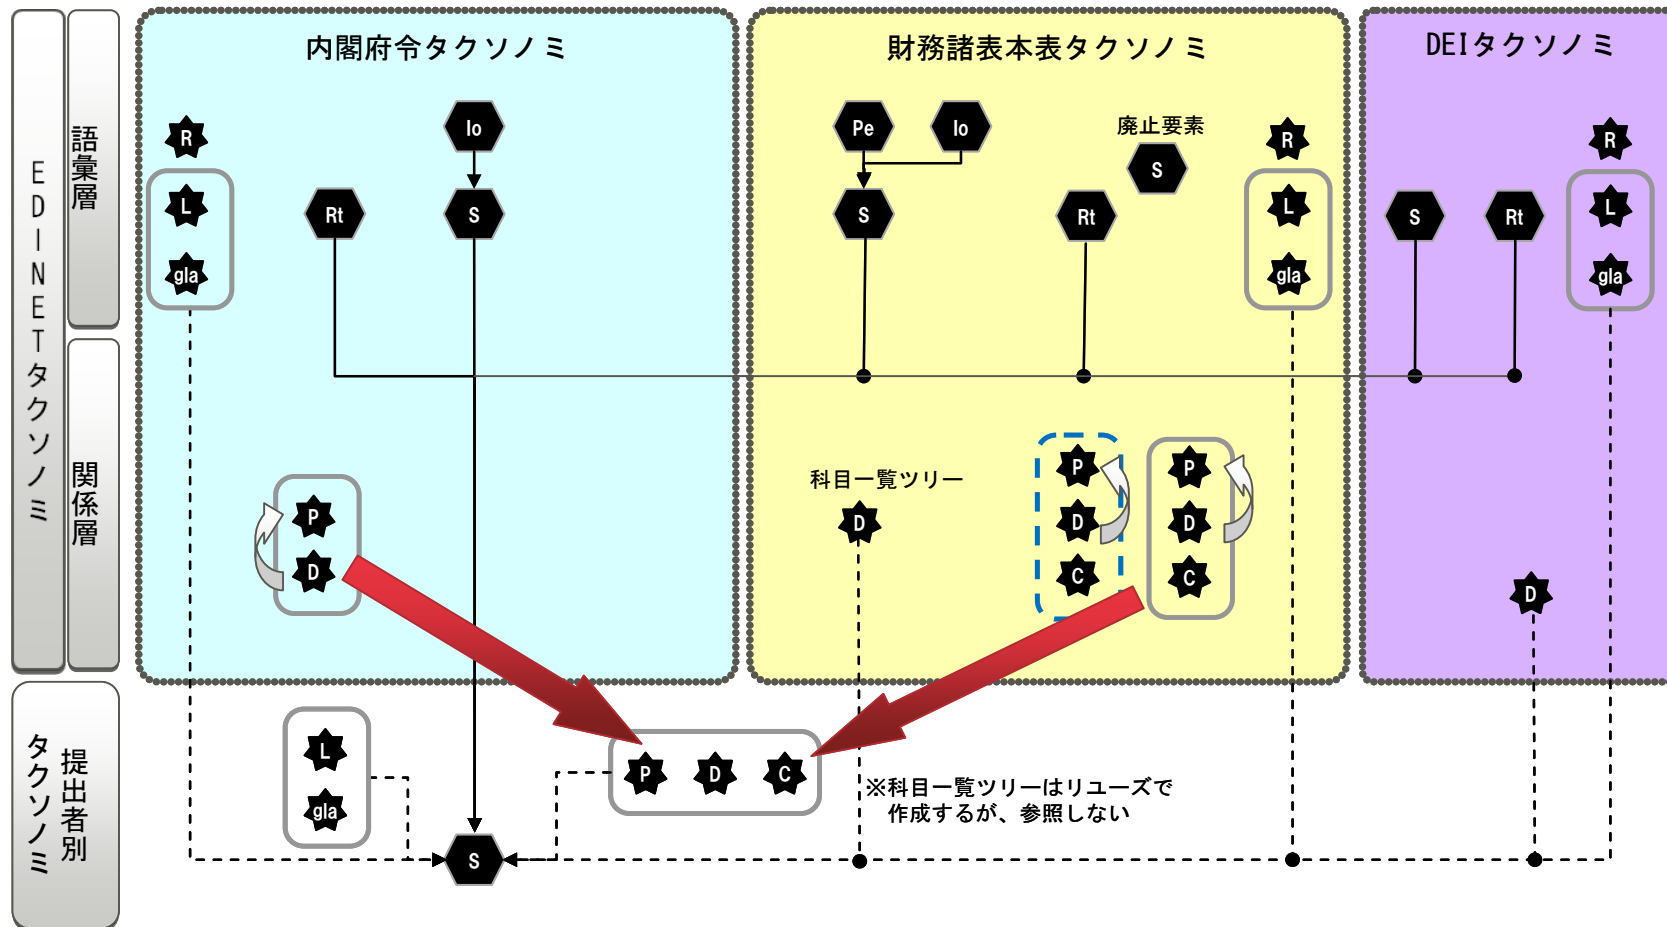 内閣府令タクソノミ
財務諸表本表タクソノミ
DEIタクソノミ
EDINETタクソノミ
語彙層
関係層
提出者別
タクソノミ
R
L
gla
Rt
Io
S
P
D
Pe
Io
S
廃止要素
S
Rt
R
L
gla
科目一覧ツリー
D
P
D
C
P
D
C
S
Rt
R
L
gla
D
L
gla
S
P
D
C
※科目一覧ツリーはリユーズで
作成するが、参照しない